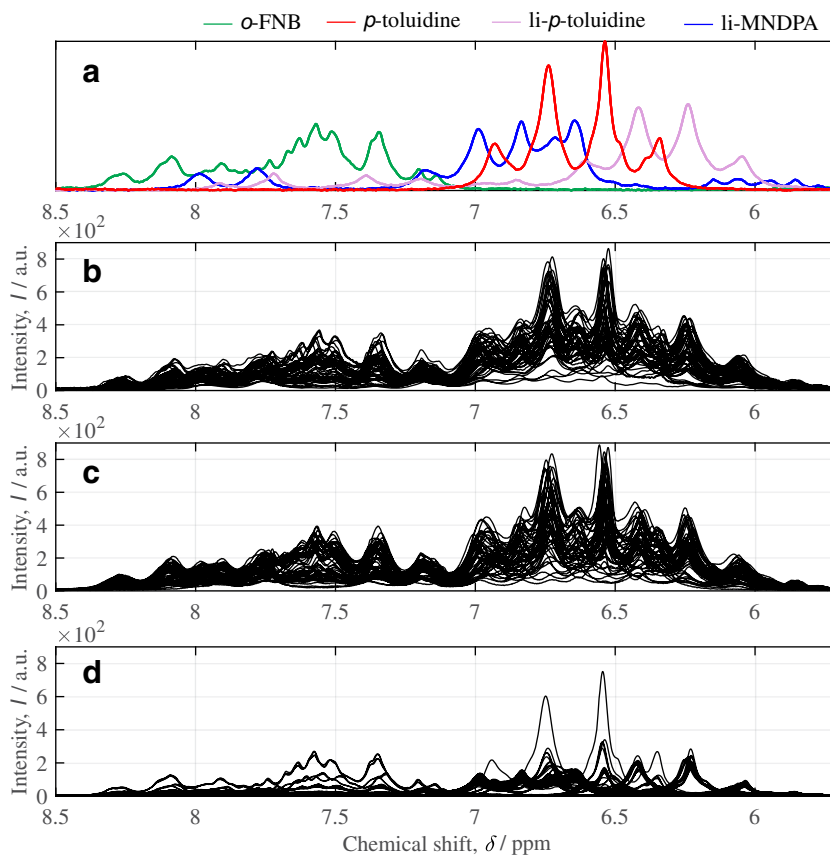 o-FNB p-toluidine li-p-toluidine li-MNDPA
a
8.5 8 7.5 7 6.5 6
×10²
b
8
6
4
2
0
Intensity, I / a.u.
8.5 8 7.5 7 6.5 6
×10²
c
8
6
4
2
0
Intensity, I / a.u.
8.5 8 7.5 7 6.5 6
×10²
d
8
6
4
2
0
Intensity, I / a.u.
8.5 8 7.5 7 6.5 6
Chemical shift, δ / ppm